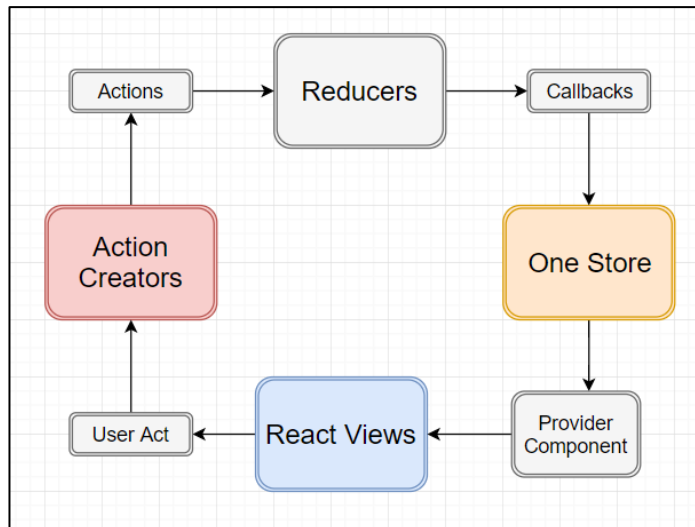 Actions
Reducers
Callbacks
Action
Creators
One Store
User Act
React Views
Provider
Component